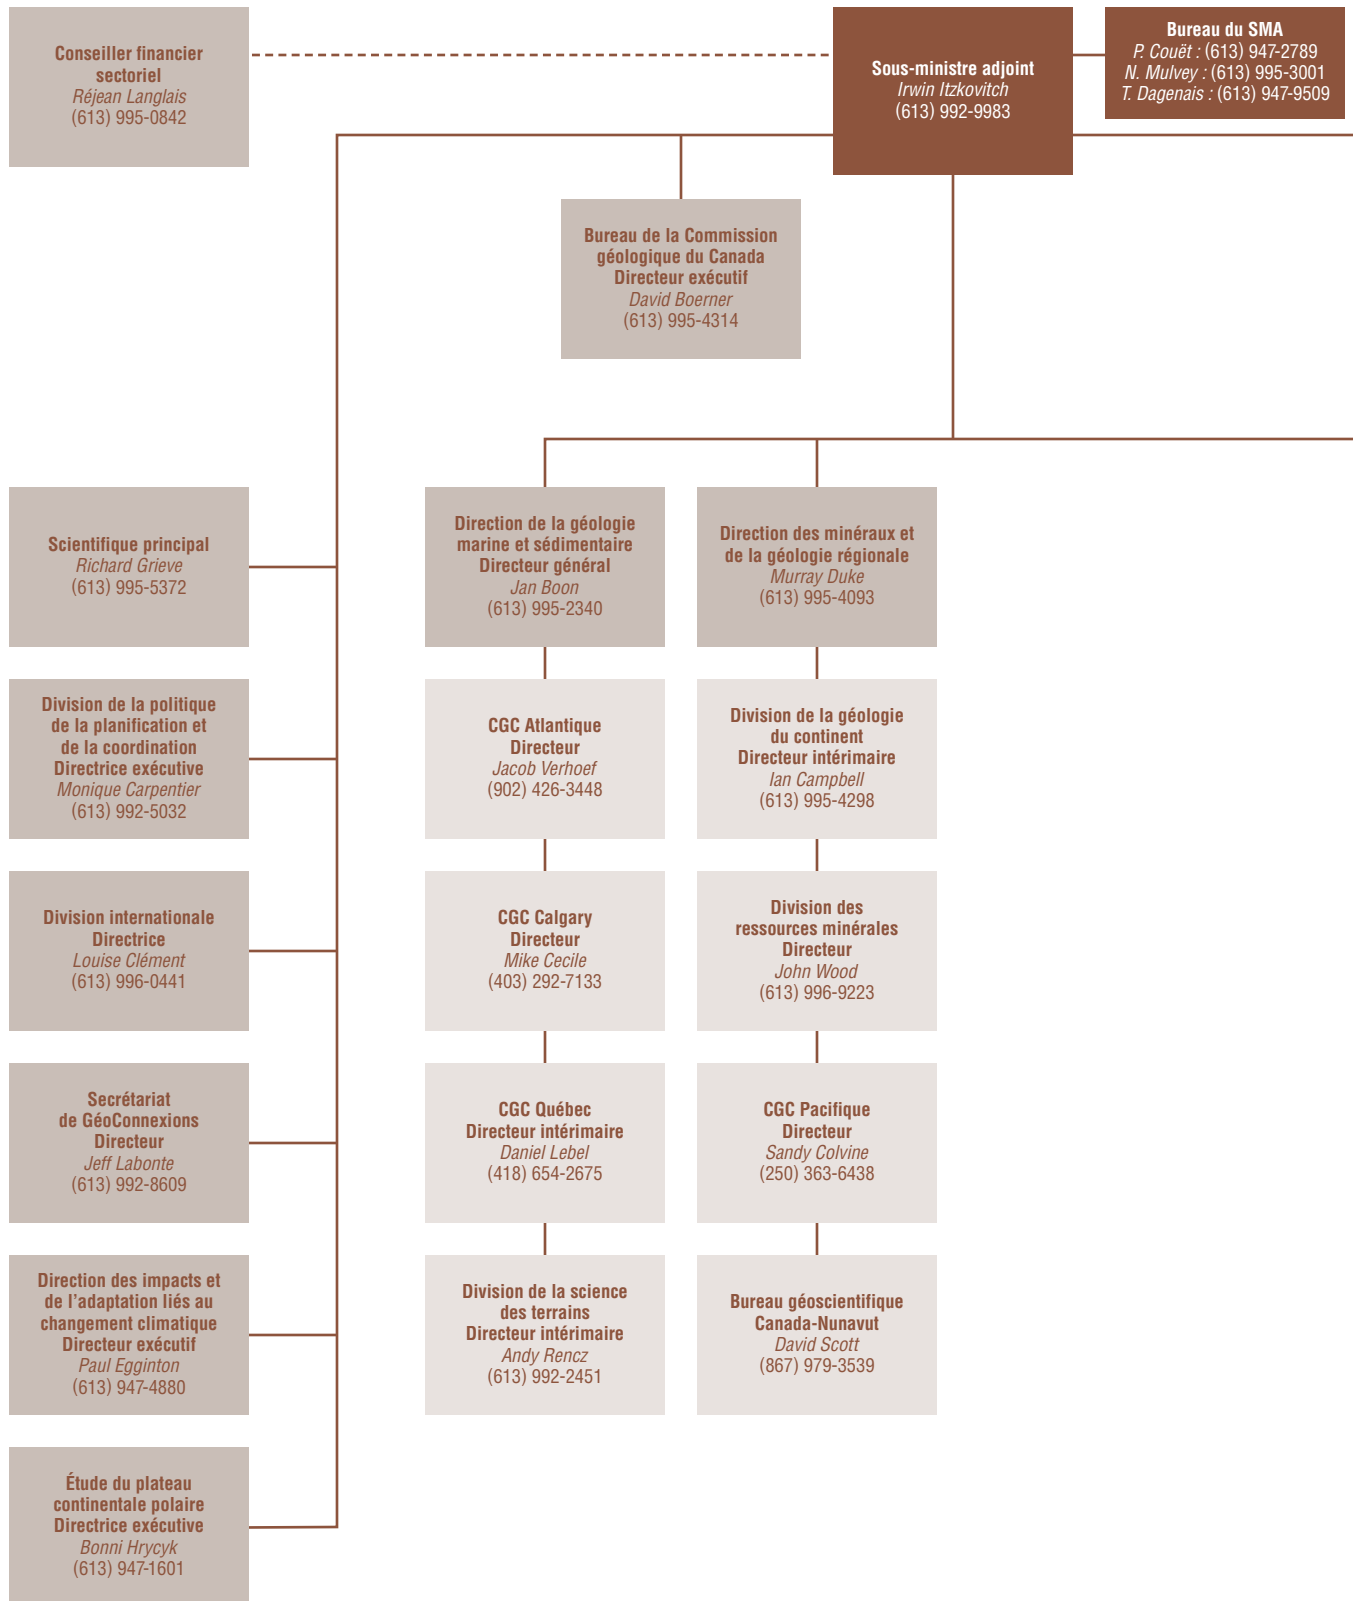 Conseiller financier
sectoriel
Réjean Langlais
(613) 995-0842
Sous-ministre adjoint
Irwin Itzkovitch
(613) 992-9983
Bureau du SMA
P. Couët : (613) 947-2789
N. Mulvey : (613) 995-3001
T. Dagenais : (613) 947-9509
Bureau de la Commission
géologique du Canada
Directeur exécutif
David Boerner
(613) 995-4314
Scientifique principal
Richard Grieve
(613) 995-5372
Division de la politique
de la planification et
de la coordination
Directrice exécutive
Monique Carpentier
(613) 992-5032
Division internationale
Directrice
Louise Clément
(613) 996-0441
Secrétariat
de GéoConnexions
Directeur
Jeff Labonte
(613) 992-8609
Direction des impacts et
de l’adaptation liés au
changement climatique
Directeur exécutif
Paul Egginton
(613) 947-4880
Étude du plateau
continentale polaire
Directrice exécutive
Bonni Hrycyk
(613) 947-1601
Direction de la géologie
marine et sédimentaire
Directeur général
Jan Boon
(613) 995-2340
CGC Atlantique
Directeur
Jacob Verhoef
(902) 426-3448
CGC Calgary
Directeur
Mike Cecile
(403) 292-7133
CGC Québec
Directeur intérimaire
Daniel Lebel
(418) 654-2675
Division de la science
des terrains
Directeur intérimaire
Andy Rencz
(613) 992-2451
Direction des minéraux et
de la géologie régionale
Murray Duke
(613) 995-4093
Division de la géologie
du continent
Directeur intérimaire
Ian Campbell
(613) 995-4298
Division des
ressources minérales
Directeur
John Wood
(613) 996-9223
CGC Pacifique
Directeur
Sandy Colvine
(250) 363-6438
Bureau géoscientifique
Canada-Nunavut
David Scott
(867) 979-3539